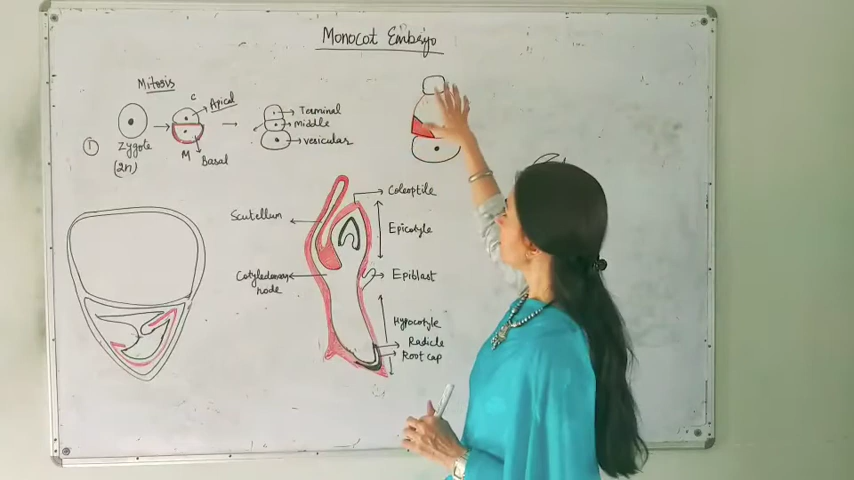 Monocot Embryo
Mitosis
C
Apical
①
Zygote
(2n)
M
Basal
Terminal
middle
vesicular
Coleoptile
Scutellum
Epicotyle
Cotyledonary
node
Epiblast
Hypocotyle
Radicle
Root cap